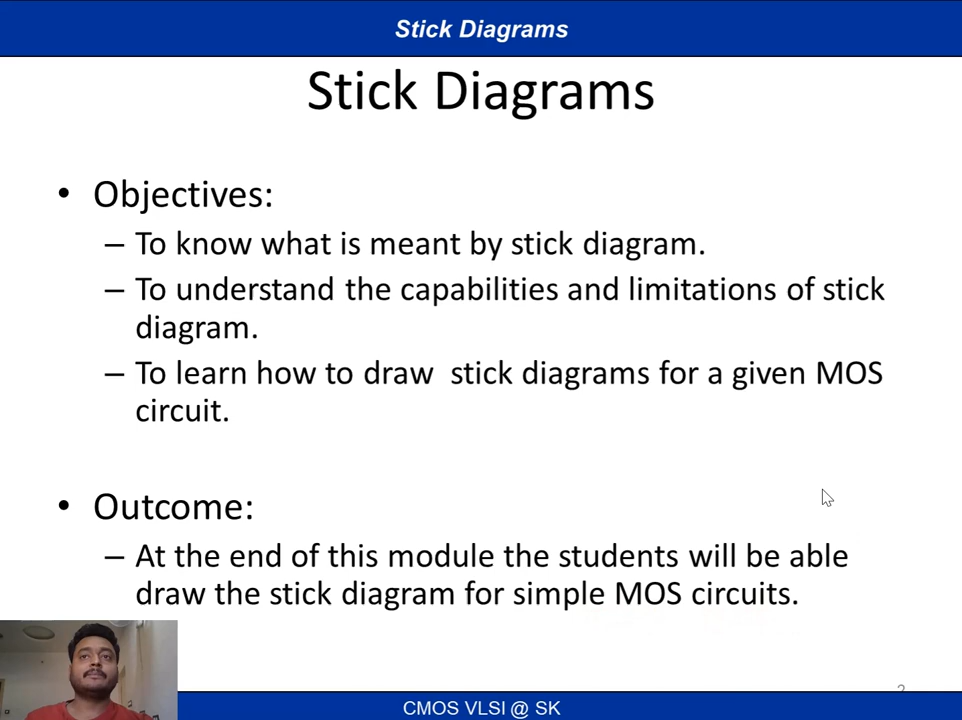 Stick Diagrams
Stick Diagrams
• Objectives:
– To know what is meant by stick diagram.
– To understand the capabilities and limitations of stick
diagram.
– To learn how to draw  stick diagrams for a given MOS
circuit.
• Outcome:
– At the end of this module the students will be able
draw the stick diagram for simple MOS circuits.
2
CMOS VLSI @ SK